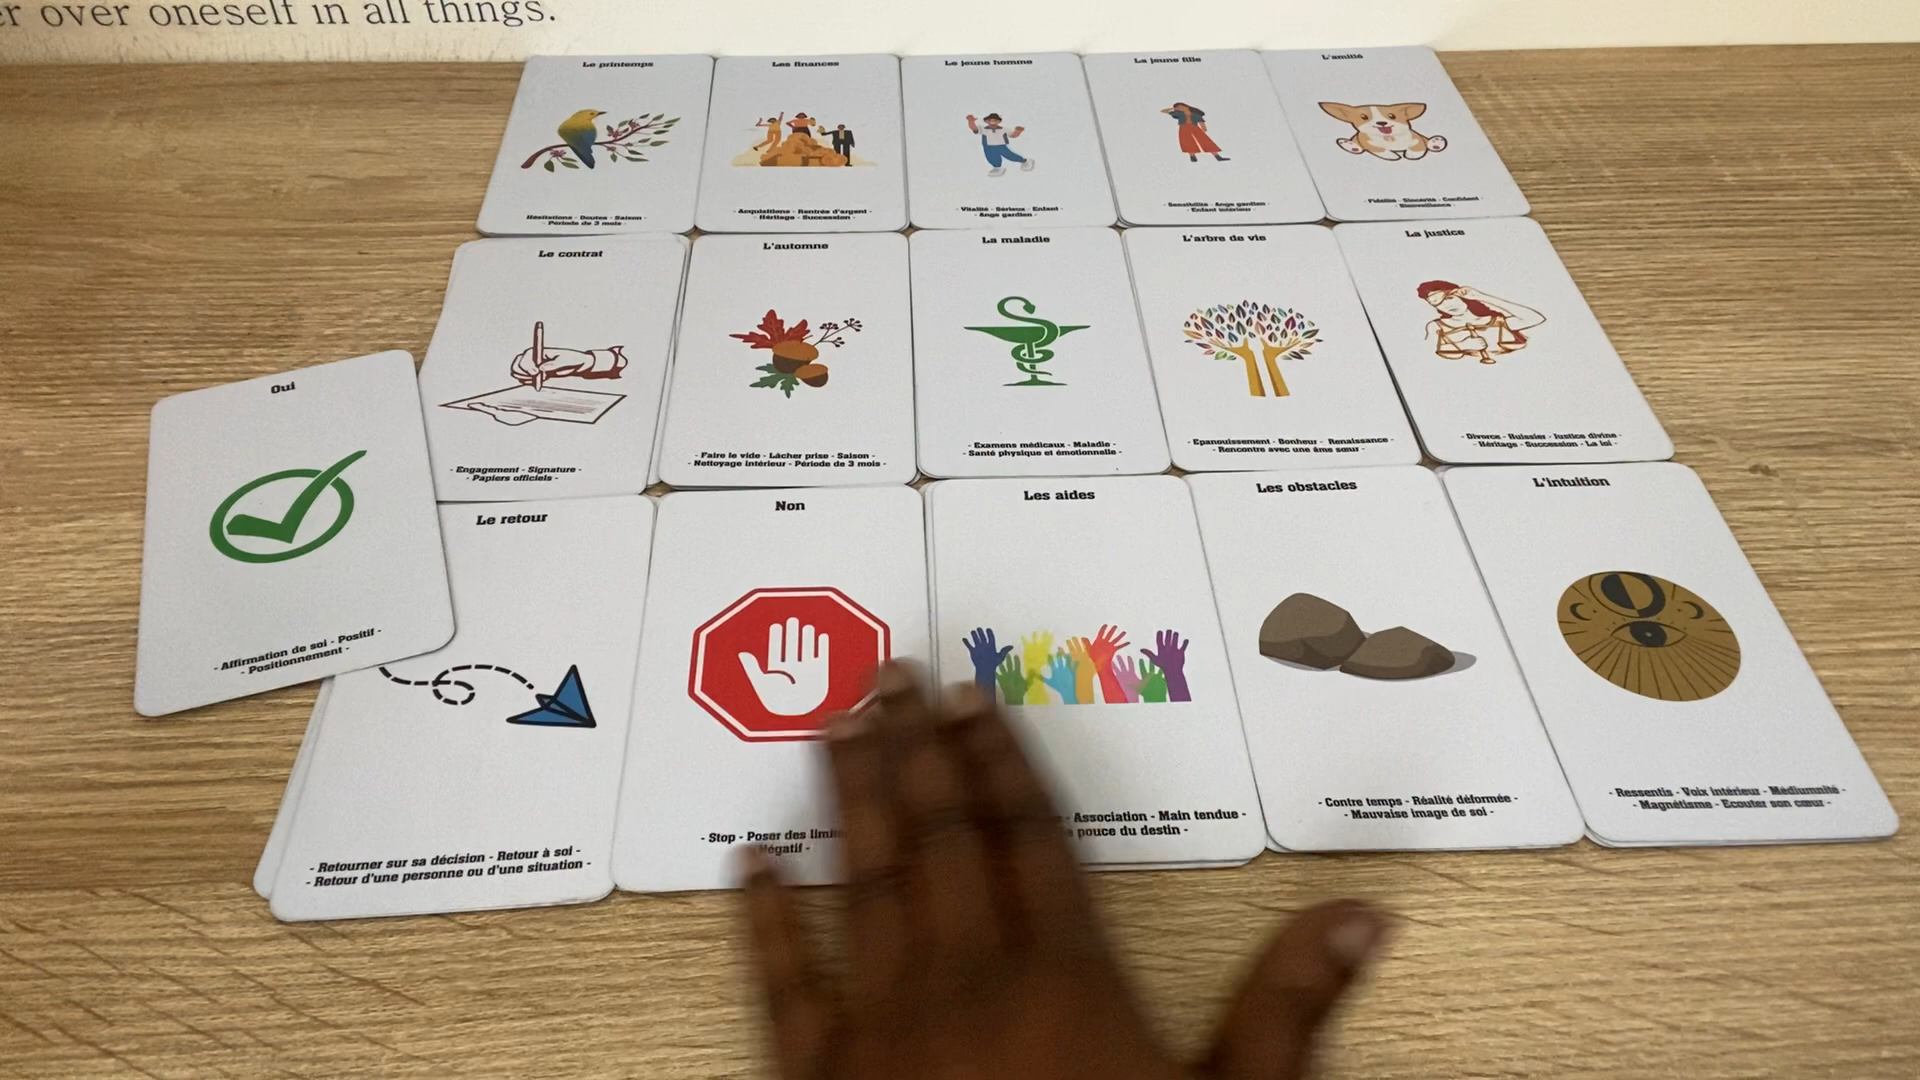 er over oneself in all things.
Le printemps
- Hésitations - Doutes - Saison -
- Période de 3 mois -
Les finances
- Acquisitions - Rentrée d'argent -
- Héritage - Succession -
Le jeune homme
- Vitalité - Sérieux - Enfant -
- Ange gardien -
La jeune fille
- Sensibilité - Ange gardien -
- Enfant intérieur -
L'amitié
- Fidélité - Sincérité - Confident -
- Bienveillance -
Le contrat
- Engagement - Signature -
- Papiers officiels -
L'automne
- Faire le vide - Lâcher prise - Saison -
- Nettoyage intérieur - Période de 3 mois -
La maladie
- Examens médicaux - Maladie -
- Santé physique et émotionnelle -
L'arbre de vie
- Epanouissement - Bonheur - Renaissance -
- Rencontre avec une âme sœur -
La justice
- Divorce - Huissier - Justice divine -
- Héritage - Succession - La loi -
Oui
- Affirmation de soi - Positif -
- Positionnement -
Le retour
- Retourner sur sa décision - Retour à soi -
- Retour d'une personne ou d'une situation -
Non
- Stop - Poser des limit
Négatif -
Les aides
- Association - Main tendue -
pouce du destin -
Les obstacles
- Contre temps - Réalité déformée -
- Mauvaise image de soi -
L'intuition
- Ressentis - Voix intérieur - Médiumnité -
- Magnétisme - Ecouter son cœur -